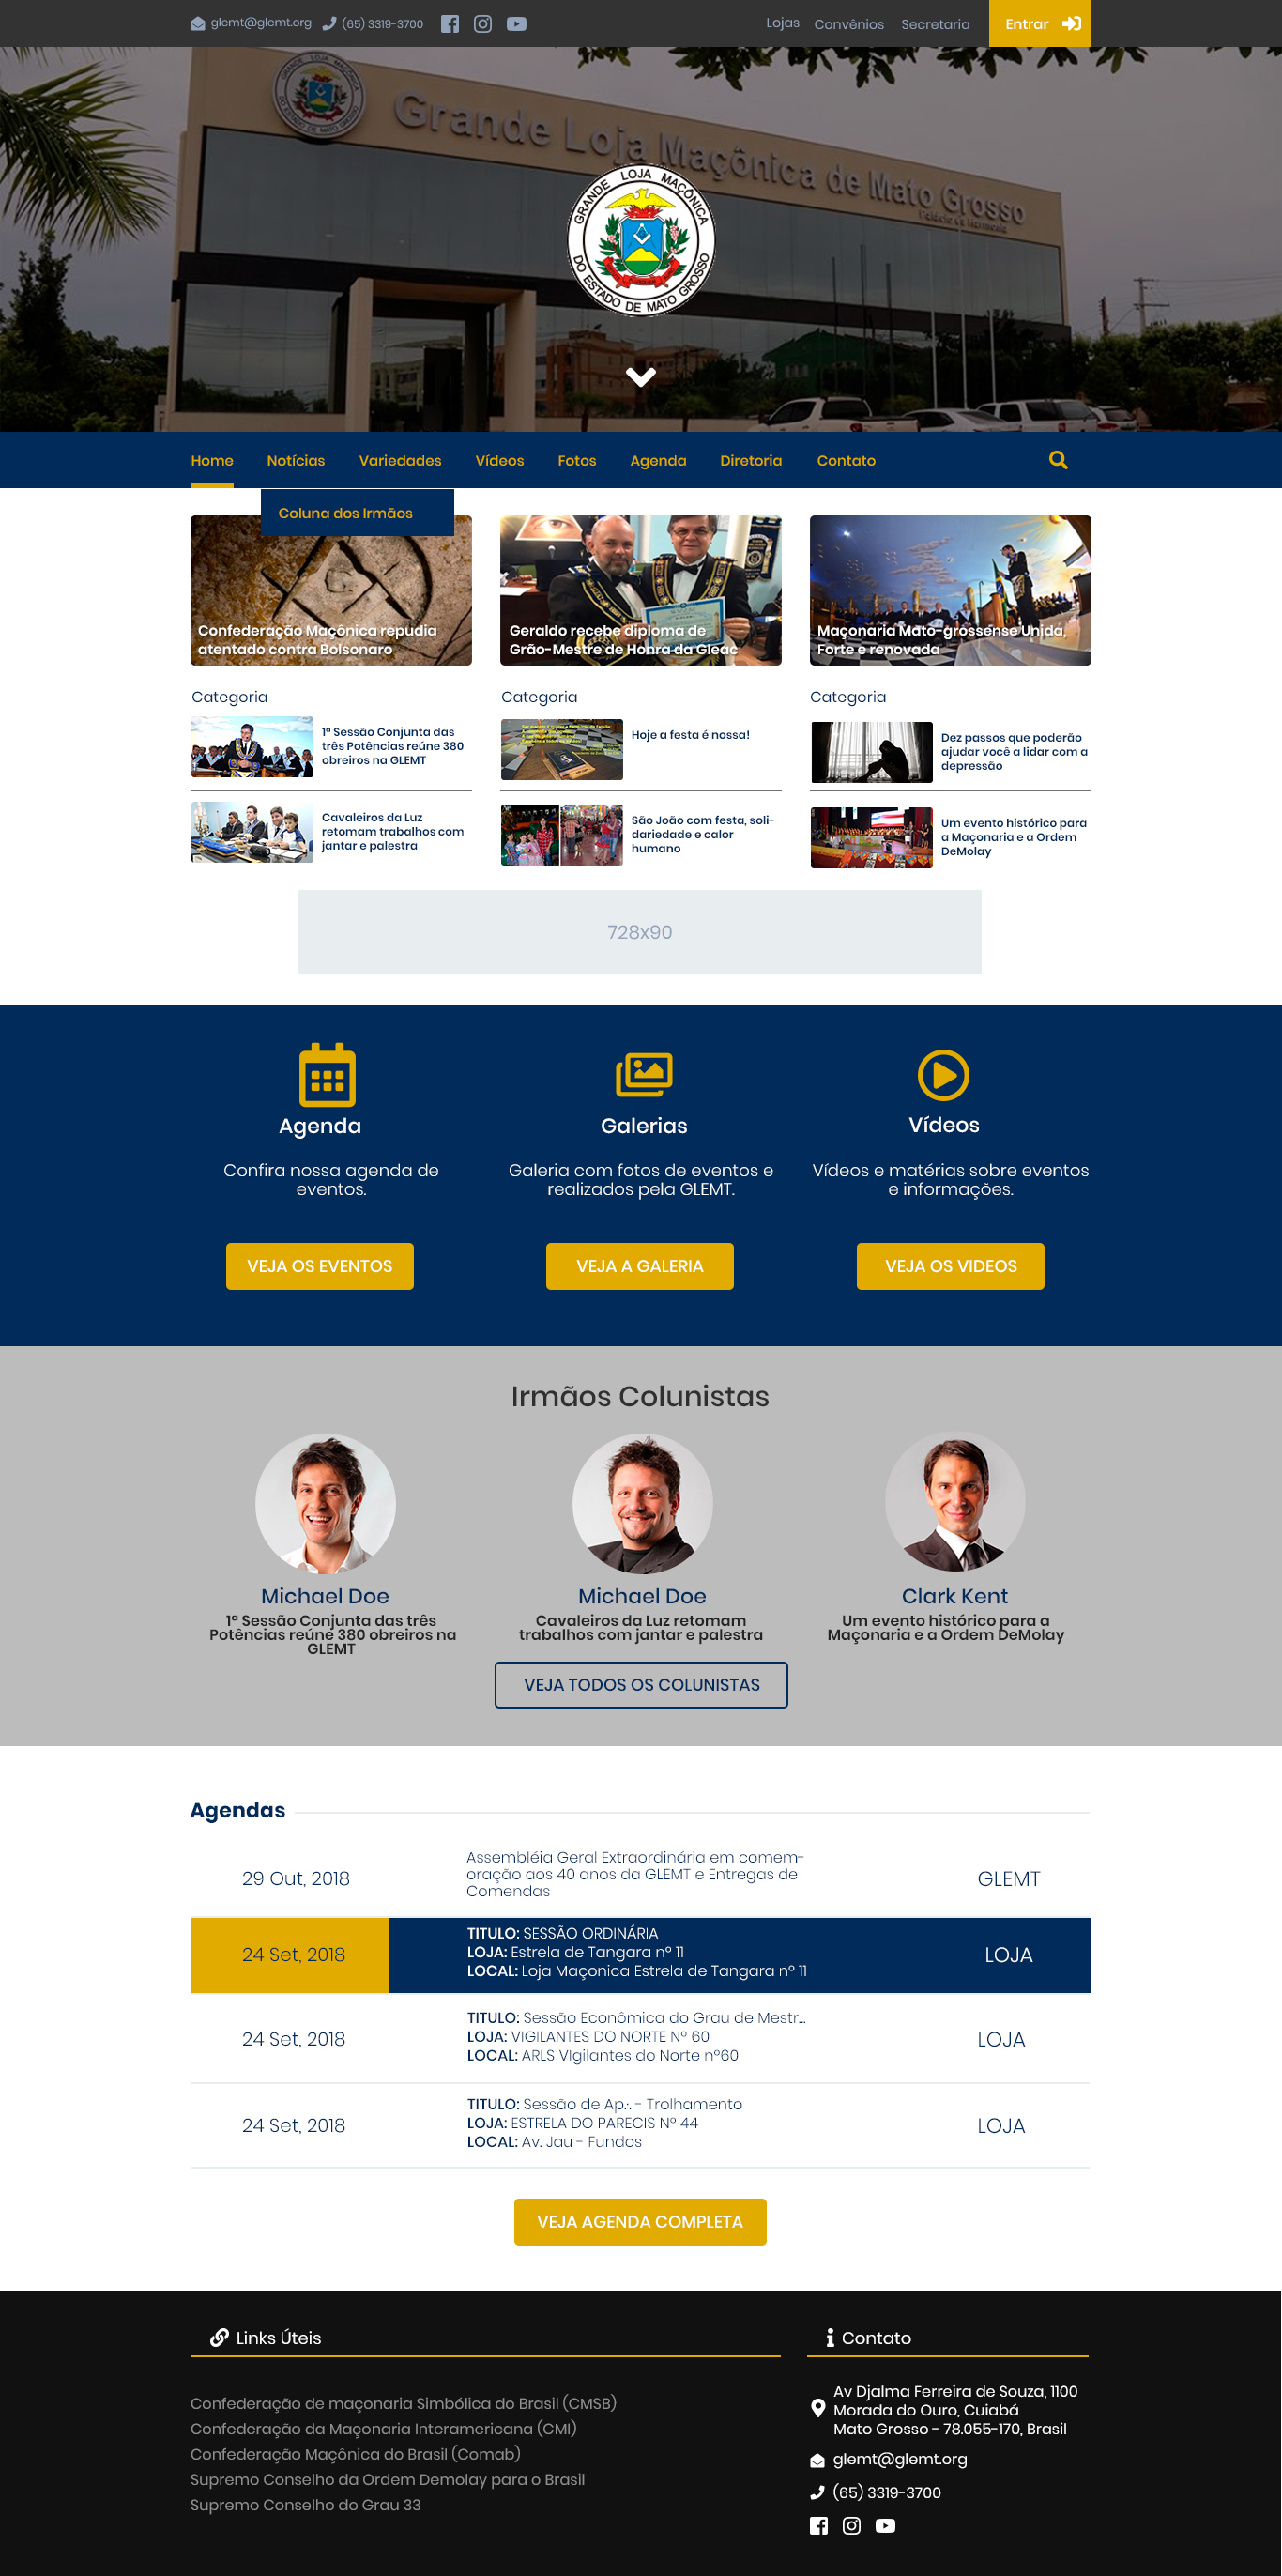 glemt@glemt.org
(65) 3319-3700
Lojas
Convênios
Secretaria
Entrar
Grande Loja Maçônica de Mato Grosso
GRANDE LOJA MAÇÔNICA
DO ESTADO DE MATO GROSSO
Home
Notícias
Variedades
Vídeos
Fotos
Agenda
Diretoria
Contato
Coluna dos Irmãos
Confederação Maçônica repudia
atentado contra Bolsonaro
Geraldo recebe diploma de
Grão-Mestre de Honra da Gleac
Maçonaria Mato-grossense Unida,
Forte e renovada
Categoria
1ª Sessão Conjunta das
três Potências reúne 380
obreiros na GLEMT
Cavaleiros da Luz
retomam trabalhos com
jantar e palestra
Categoria
Hoje a festa é nossa!
São João com festa, soli-
dariedade e calor
humano
Categoria
Dez passos que poderão
ajudar você a lidar com a
depressão
Um evento histórico para
a Maçonaria e a Ordem
DeMolay
728x90
Agenda
Confira nossa agenda de
eventos.
VEJA OS EVENTOS
Galerias
Galeria com fotos de eventos e
realizados pela GLEMT.
VEJA A GALERIA
Vídeos
Vídeos e matérias sobre eventos
e informações.
VEJA OS VIDEOS
Irmãos Colunistas
Michael Doe
1ª Sessão Conjunta das três
Potências reúne 380 obreiros na
GLEMT
Michael Doe
Cavaleiros da Luz retomam
trabalhos com jantar e palestra
Clark Kent
Um evento histórico para a
Maçonaria e a Ordem DeMolay
VEJA TODOS OS COLUNISTAS
Agendas
29 Out, 2018
Assembléia Geral Extraordinária em comem-
oração aos 40 anos da GLEMT e Entregas de
Comendas
GLEMT
24 Set, 2018
TITULO: SESSÃO ORDINÁRIA
LOJA: Estrela de Tangara nº 11
LOCAL: Loja Maçonica Estrela de Tangara nº 11
LOJA
24 Set, 2018
TITULO: Sessão Econômica do Grau de Mestr...
LOJA: VIGILANTES DO NORTE Nº 60
LOCAL: ARLS VIgilantes do Norte nº60
LOJA
24 Set, 2018
TITULO: Sessão de Ap.·. - Trolhamento
LOJA: ESTRELA DO PARECIS Nº 44
LOCAL: Av. Jau - Fundos
LOJA
VEJA AGENDA COMPLETA
Links Úteis
Confederação de maçonaria Simbólica do Brasil (CMSB)
Confederação da Maçonaria Interamericana (CMI)
Confederação Maçônica do Brasil (Comab)
Supremo Conselho da Ordem Demolay para o Brasil
Supremo Conselho do Grau 33
Contato
Av Djalma Ferreira de Souza, 1100
Morada do Ouro, Cuiabá
Mato Grosso - 78.055-170, Brasil
glemt@glemt.org
(65) 3319-3700